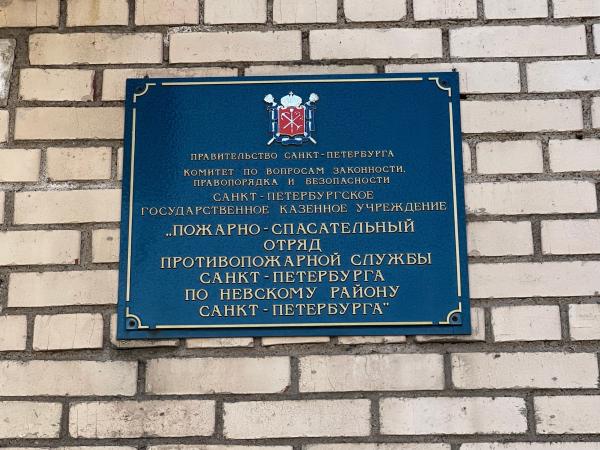 ПРАВИТЕЛЬСТВО САНКТ-ПЕТЕРБУРГА
КОМИТЕТ ПО ВОПРОСАМ ЗАКОННОСТИ,
ПРАВОПОРЯДКА И БЕЗОПАСНОСТИ
САНКТ-ПЕТЕРБУРГСКОЕ
ГОСУДАРСТВЕННОЕ КАЗЕННОЕ УЧРЕЖДЕНИЕ
„ПОЖАРНО-СПАСАТЕЛЬНЫЙ
ОТРЯД
ПРОТИВОПОЖАРНОЙ СЛУЖБЫ
САНКТ-ПЕТЕРБУРГА
ПО НЕВСКОМУ РАЙОНУ
САНКТ-ПЕТЕРБУРГА"